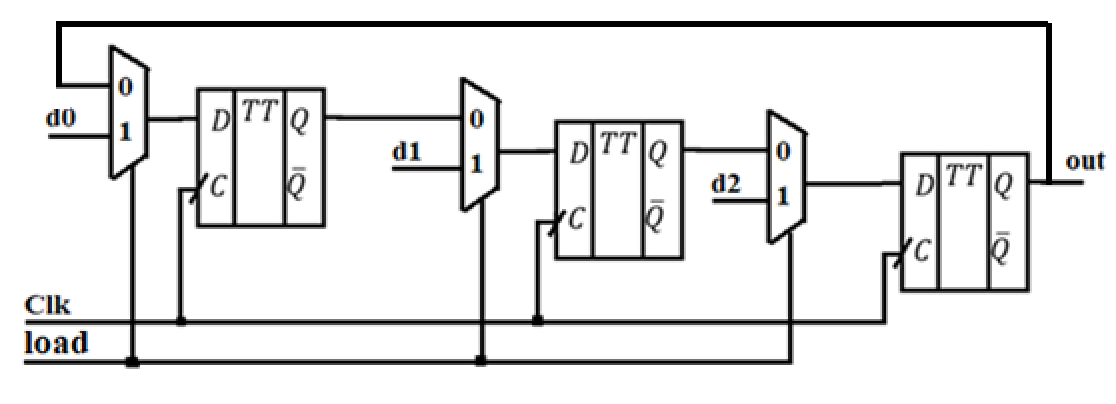 0
d0
1
D TT Q
C Q̄
0
d1
1
D TT Q
C Q̄
0
d2
1
D TT Q
C Q̄
out
Clk
load